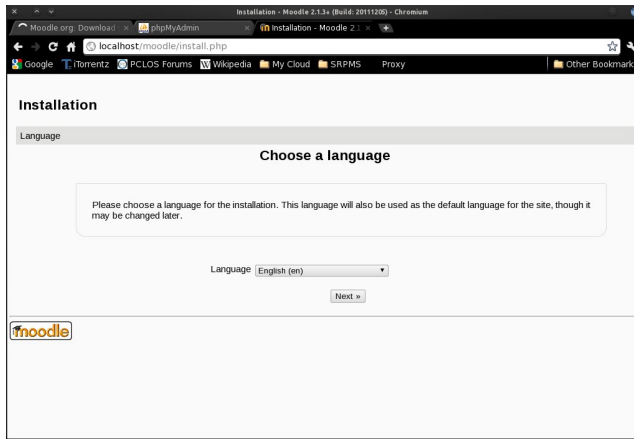 Installation - Moodle 2.1.3+ (Build: 20111205) - Chromium
Moodle.org: Download
phpMyAdmin
Installation - Moodle 2.1
localhost/moodle/install.php
Google
iTorrentz
PCLOS Forums
Wikipedia
My Cloud
SRPMS
Proxy
Other Bookmark
Installation
Language
Choose a language
Please choose a language for the installation. This language will also be used as the default language for the site, though it
may be changed later.
Language English (en)
Next »
moodle